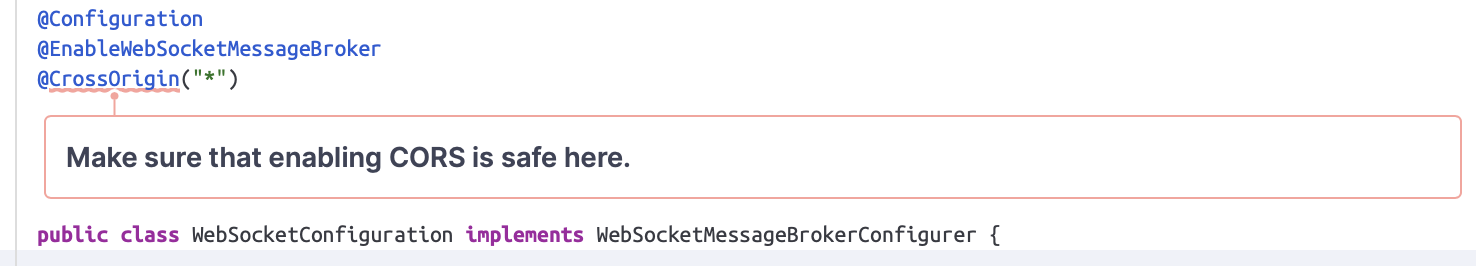 @Configuration
@EnableWebSocketMessageBroker
@CrossOrigin("*")
Make sure that enabling CORS is safe here.
public class WebSocketConfiguration implements WebSocketMessageBrokerConfigurer {